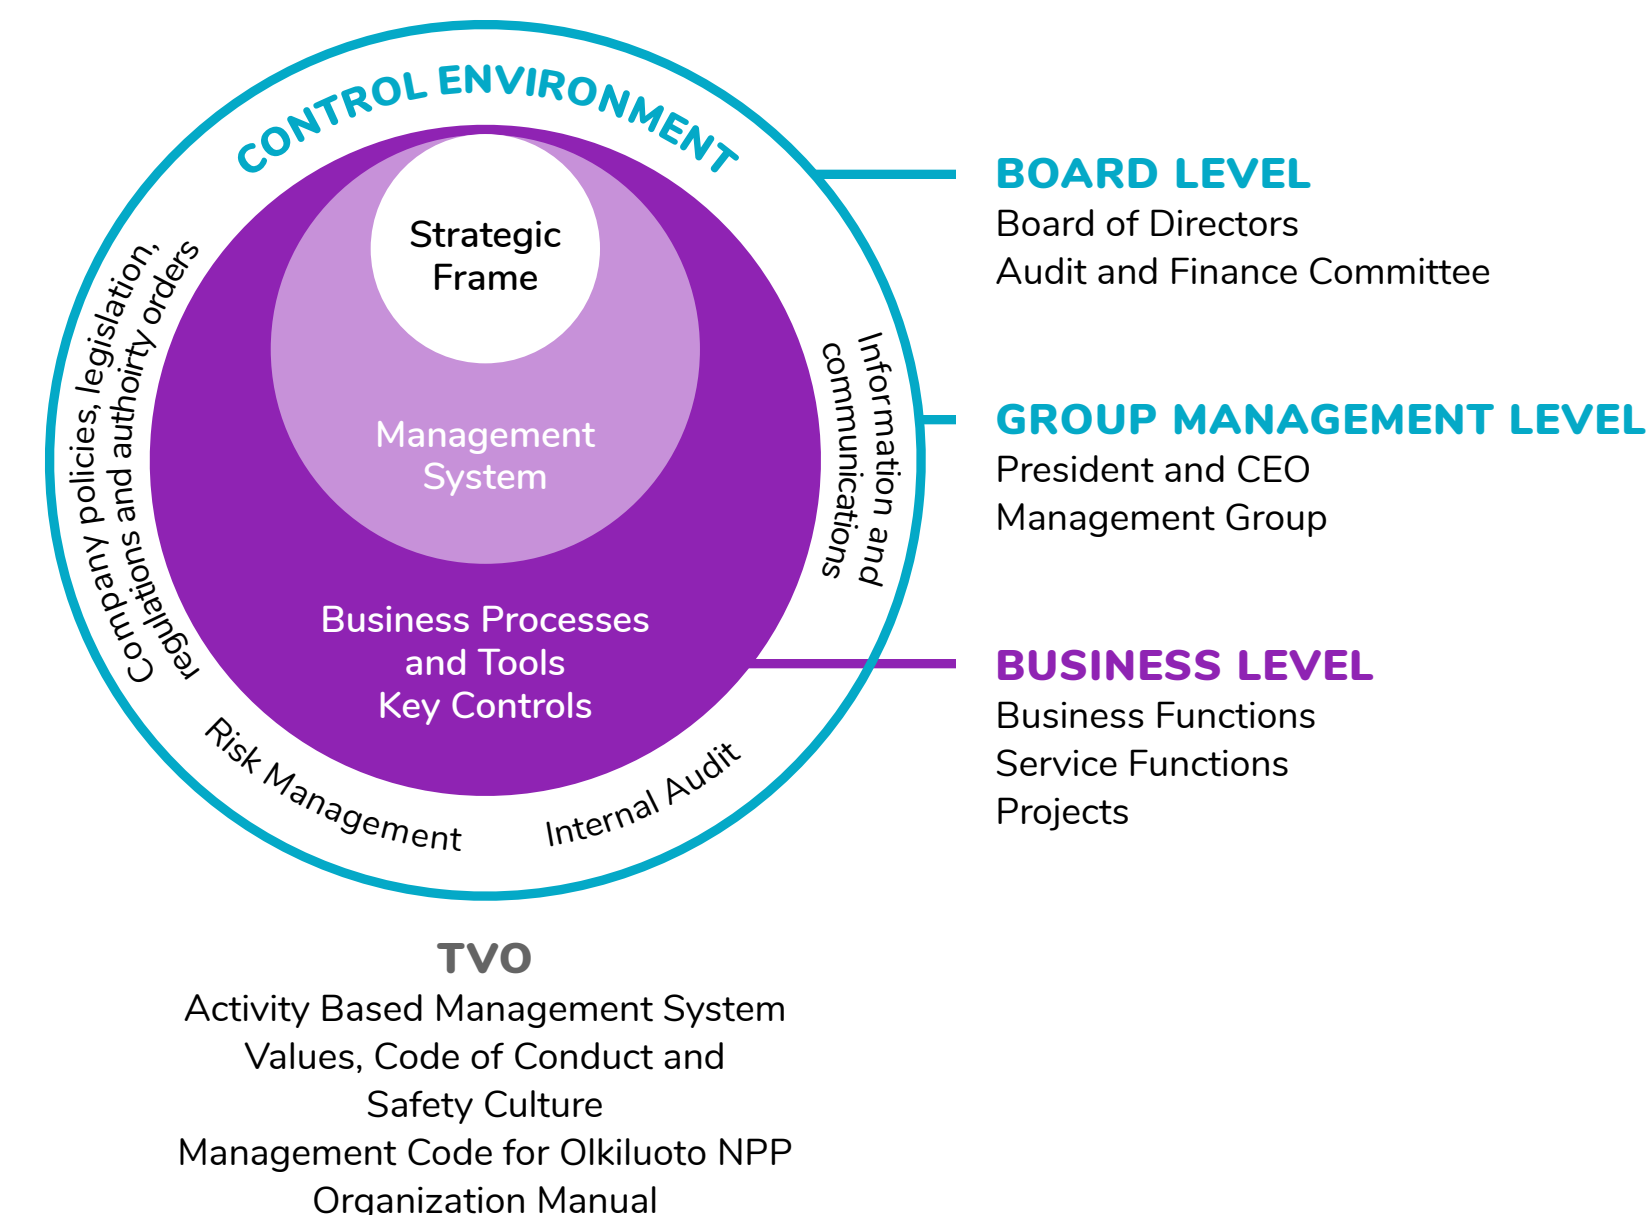 CONTROL ENVIRONMENT
Company policies, legislation,
regulations and authoirty orders
Strategic
Frame
Management
System
Business Processes
and Tools
Key Controls
Information and
communications
Risk Management
Internal Audit
BOARD LEVEL
Board of Directors
Audit and Finance Committee
GROUP MANAGEMENT LEVEL
President and CEO
Management Group
BUSINESS LEVEL
Business Functions
Service Functions
Projects
TVO
Activity Based Management System
Values, Code of Conduct and
Safety Culture
Management Code for Olkiluoto NPP
Organization Manual